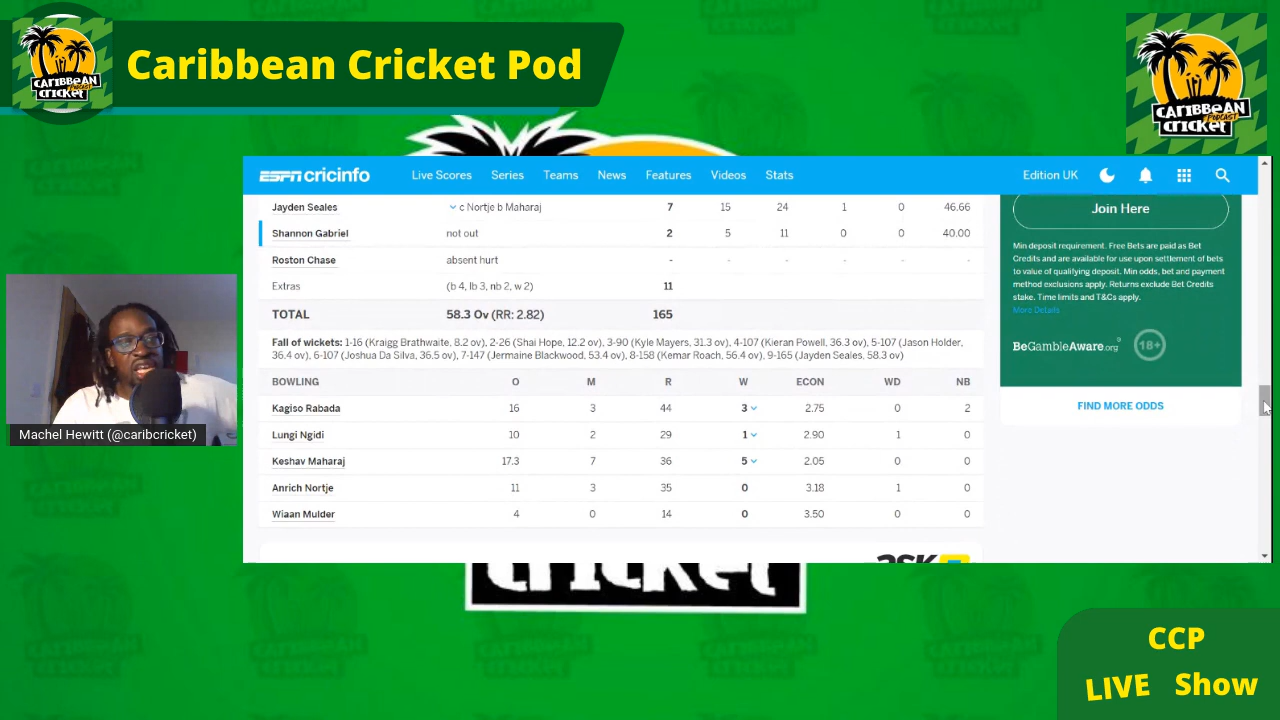 Caribbean Cricket Pod
CARIBBEAN
PODCAST
CRICKET
CARIBBEAN
PODCAST
CRICKET
ESPN cricinfo Live Scores Series Teams News Features Videos Stats Edition UK
Jayden Seales c Nortje b Maharaj 7 15 24 1 0 46.66
Shannon Gabriel not out 2 5 11 0 0 40.00
Roston Chase absent hurt - - - - - -
Extras (b 4, lb 3, nb 2, w 2) 11
TOTAL 58.3 Ov (RR: 2.82) 165
Fall of wickets: 1-16 (Kraigg Brathwaite, 8.2 ov), 2-26 (Shai Hope, 12.2 ov), 3-90 (Kyle Mayers, 31.3 ov), 4-107 (Kieran Powell, 36.3 ov), 5-107 (Jason Holder,
36.4 ov), 6-107 (Joshua Da Silva, 36.5 ov), 7-147 (Jermaine Blackwood, 53.4 ov), 8-158 (Kemar Roach, 56.4 ov), 9-165 (Jayden Seales, 58.3 ov)
BOWLING O M R W ECON WD NB
Kagiso Rabada 16 3 44 3 2.75 0 2
Lungi Ngidi 10 2 29 1 2.90 1 0
Keshav Maharaj 17.3 7 36 5 2.05 0 0
Anrich Nortje 11 3 35 0 3.18 1 0
Wiaan Mulder 4 0 14 0 3.50 0 0
Join Here
Min deposit requirement. Free Bets are paid as Bet
Credits and are available for use upon settlement of bets
to value of qualifying deposit. Min odds, bet and payment
method exclusions apply. Returns exclude Bet Credits
stake. Time limits and T&Cs apply.
More Details
BeGambleAware.org 18+
FIND MORE ODDS
Machel Hewitt (@caribcricket)
cricket
CCP
LIVE Show